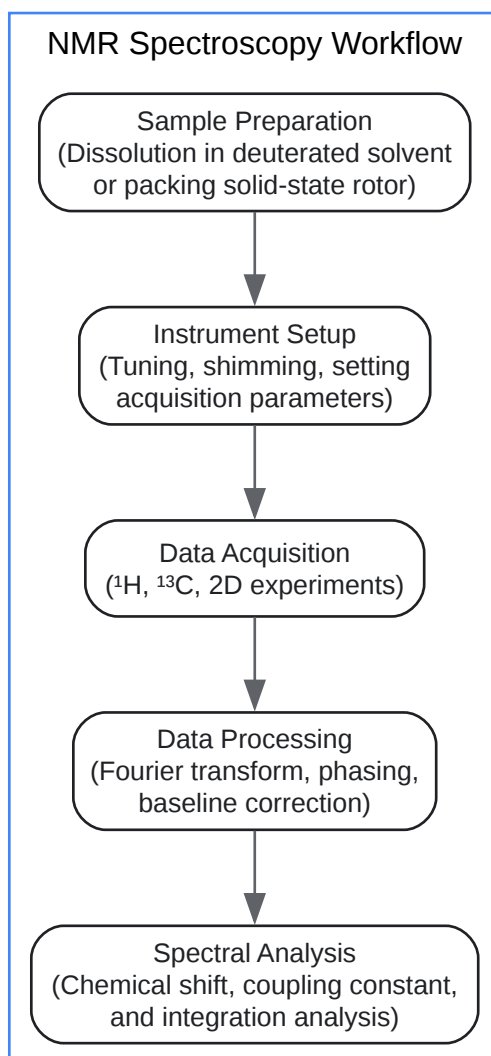 NMR Spectroscopy Workflow
Sample Preparation
(Dissolution in deuterated solvent
or packing solid-state rotor)
Instrument Setup
(Tuning, shimming, setting
acquisition parameters)
Data Acquisition
(¹H, ¹³C, 2D experiments)
Data Processing
(Fourier transform, phasing,
baseline correction)
Spectral Analysis
(Chemical shift, coupling constant,
and integration analysis)